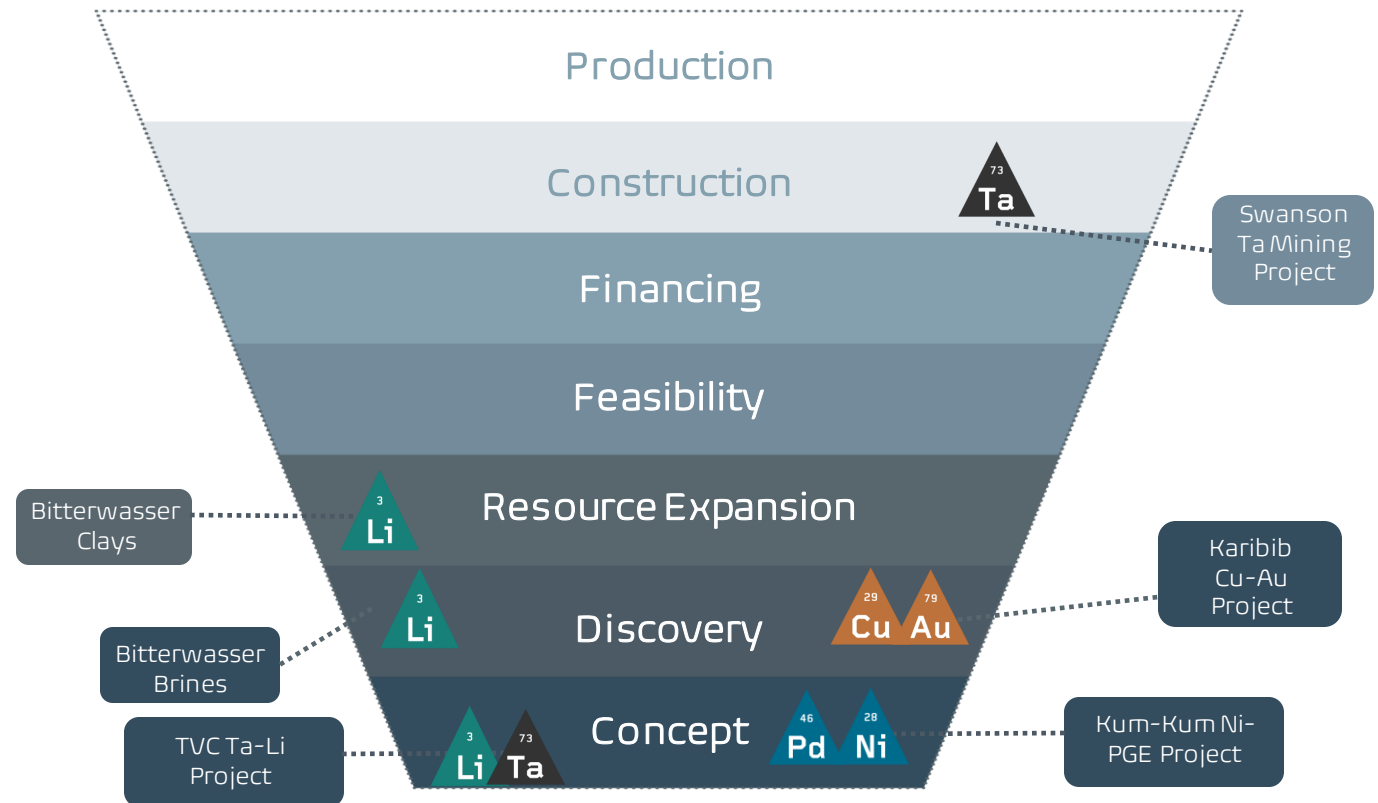 Production
Construction
73
Ta
Swanson
Ta Mining
Project
Financing
Feasibility
Resource Expansion
3
Li
Bitterwasser
Clays
Discovery
3
Li
29
Cu
79
Au
Karibib
Cu-Au
Project
Bitterwasser
Brines
Concept
3
Li
73
Ta
46
Pd
28
Ni
TVC Ta-Li
Project
Kum-Kum Ni-
PGE Project